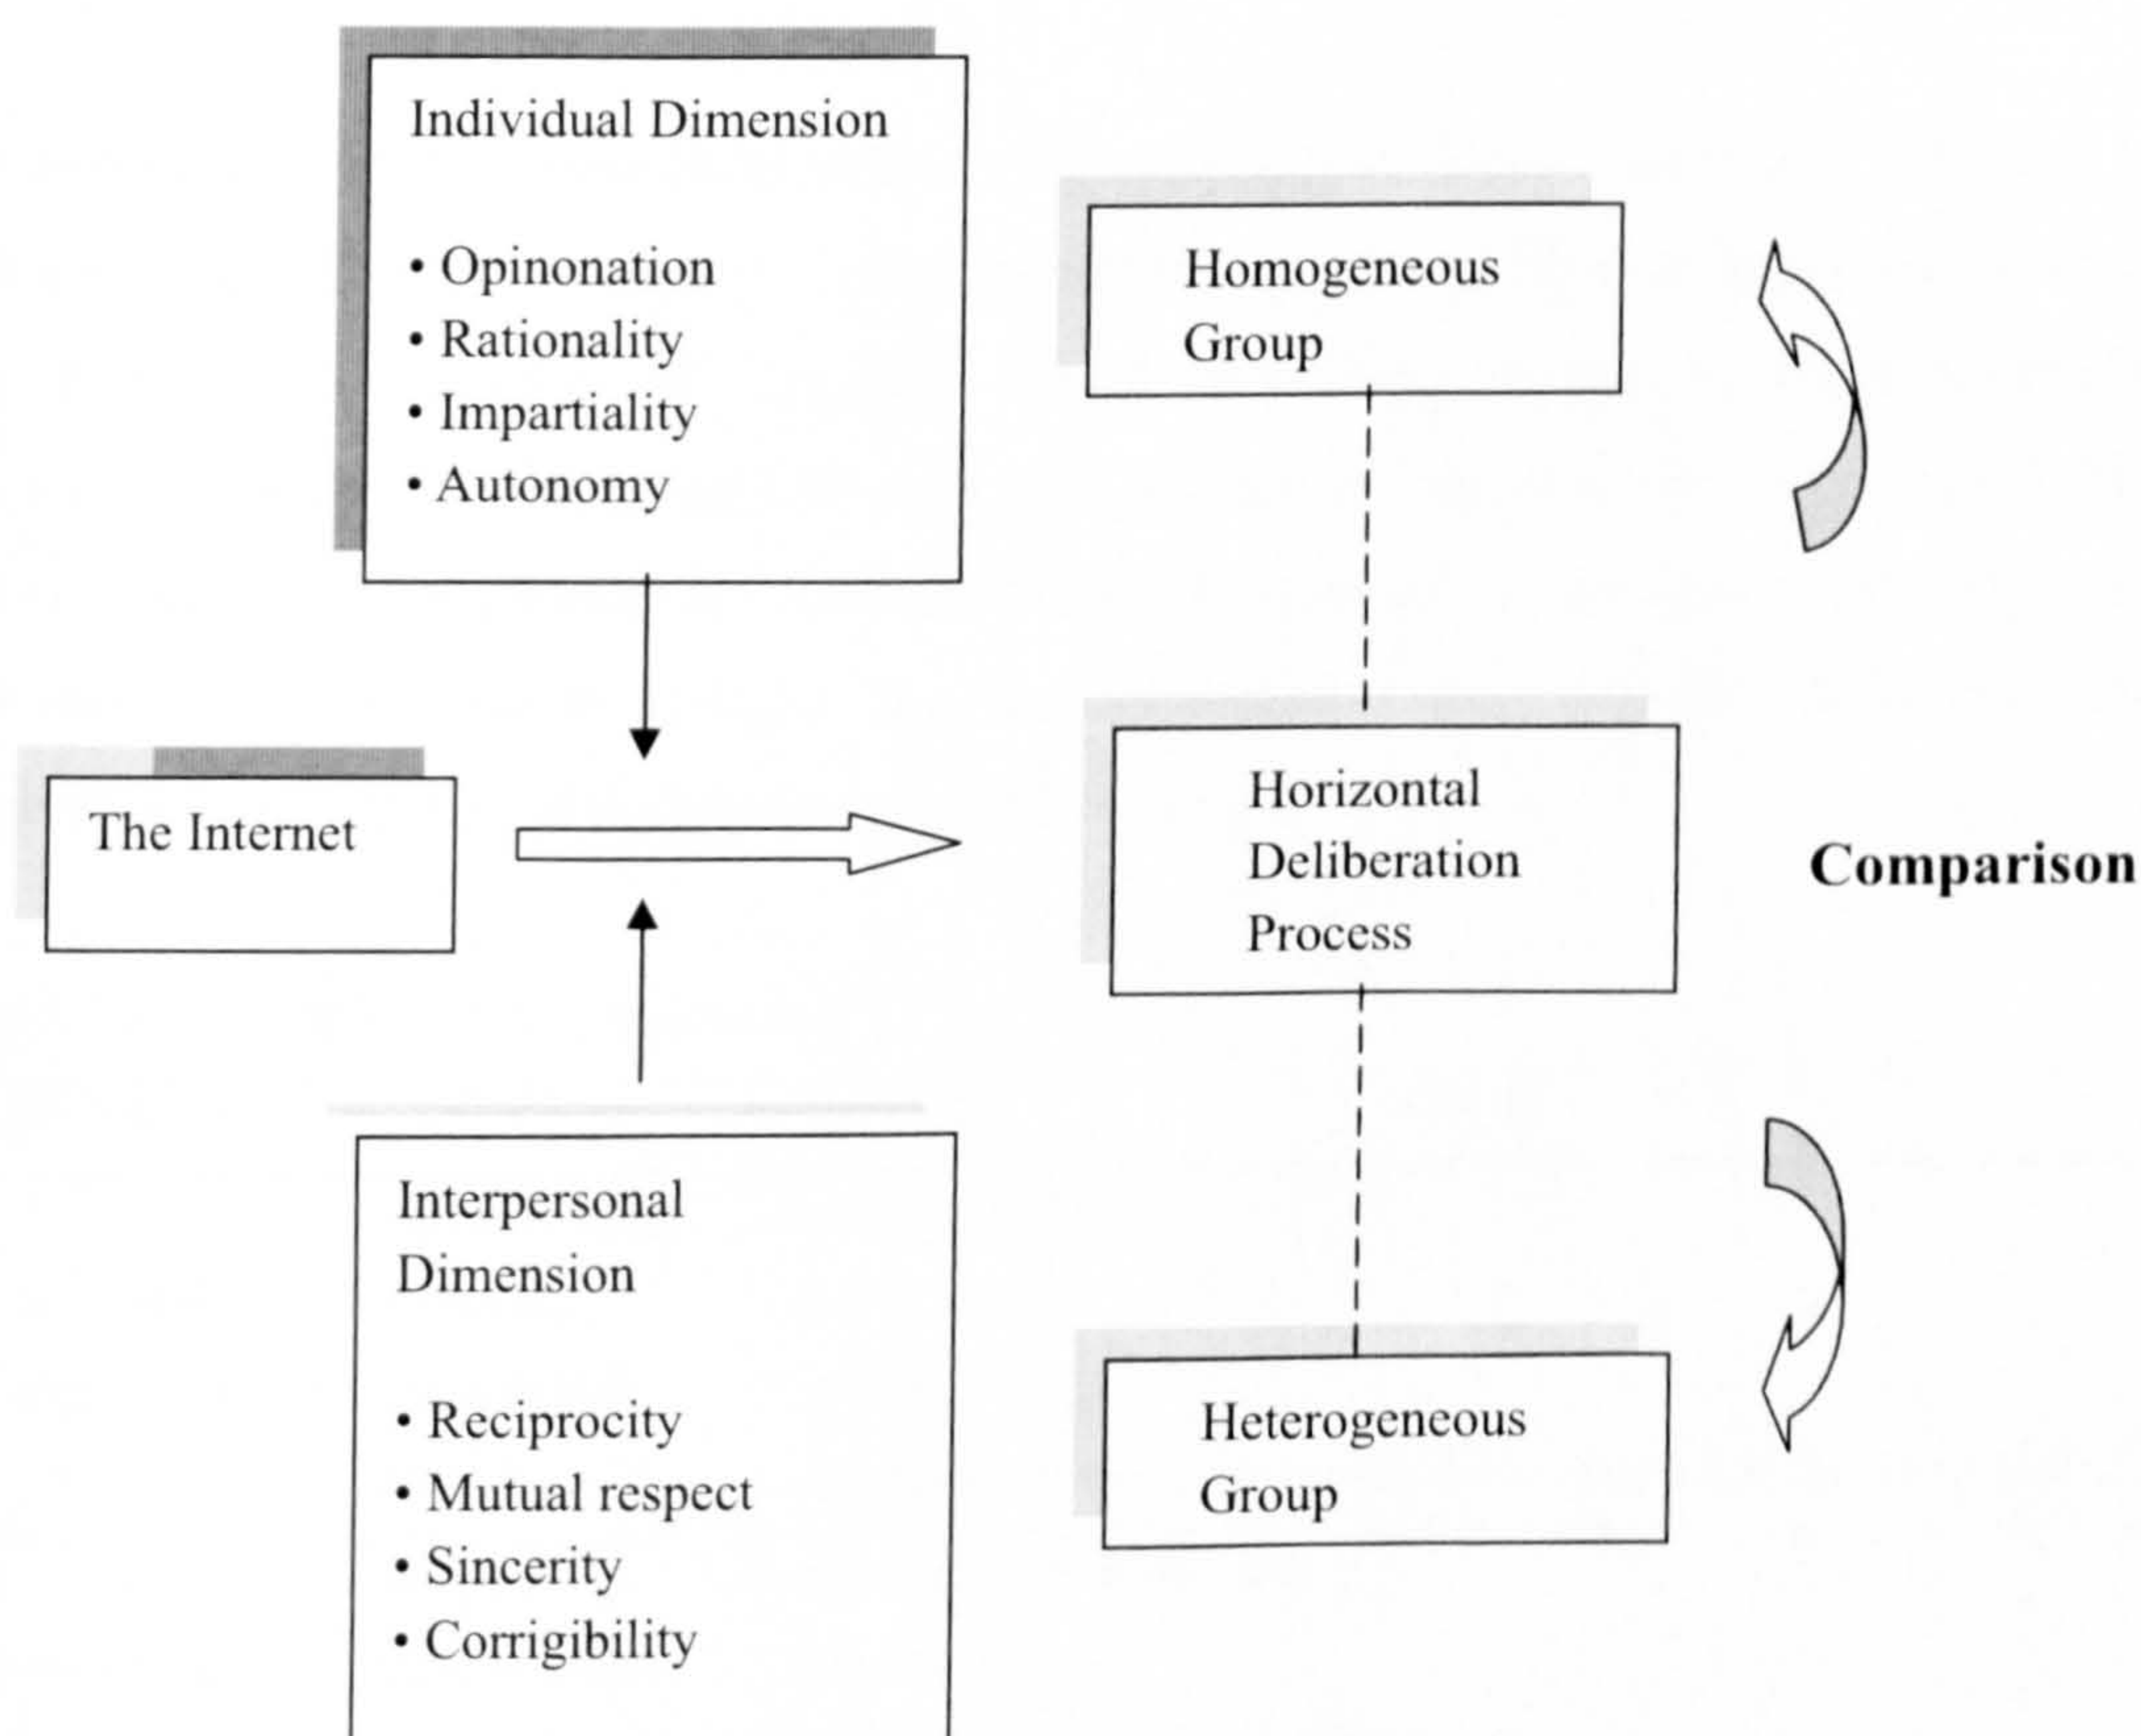 Individual Dimension
• Opinonation
• Rationality
• Impartiality
• Autonomy
Homogeneous
Group
The Internet
Horizontal
Deliberation
Process
Comparison
Interpersonal
Dimension
• Reciprocity
• Mutual respect
• Sincerity
• Corrigibility
Heterogeneous
Group